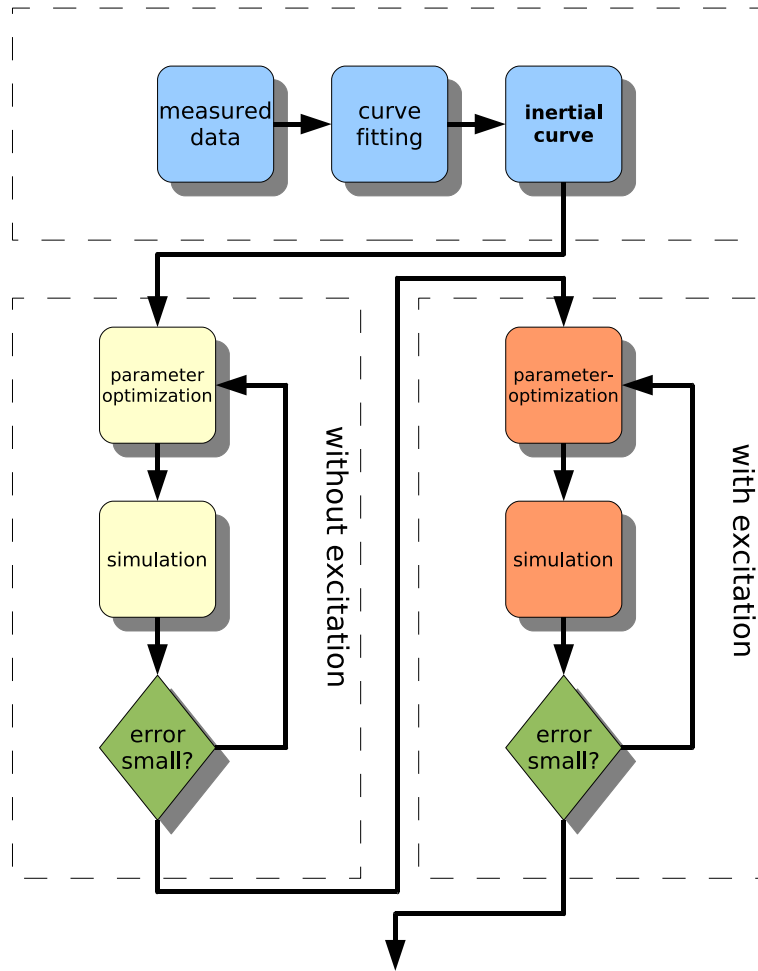 measured
data
curve
fitting
inertial
curve
parameter
optimization
simulation
error
small?
without excitation
parameter-
optimization
simulation
error
small?
with excitation